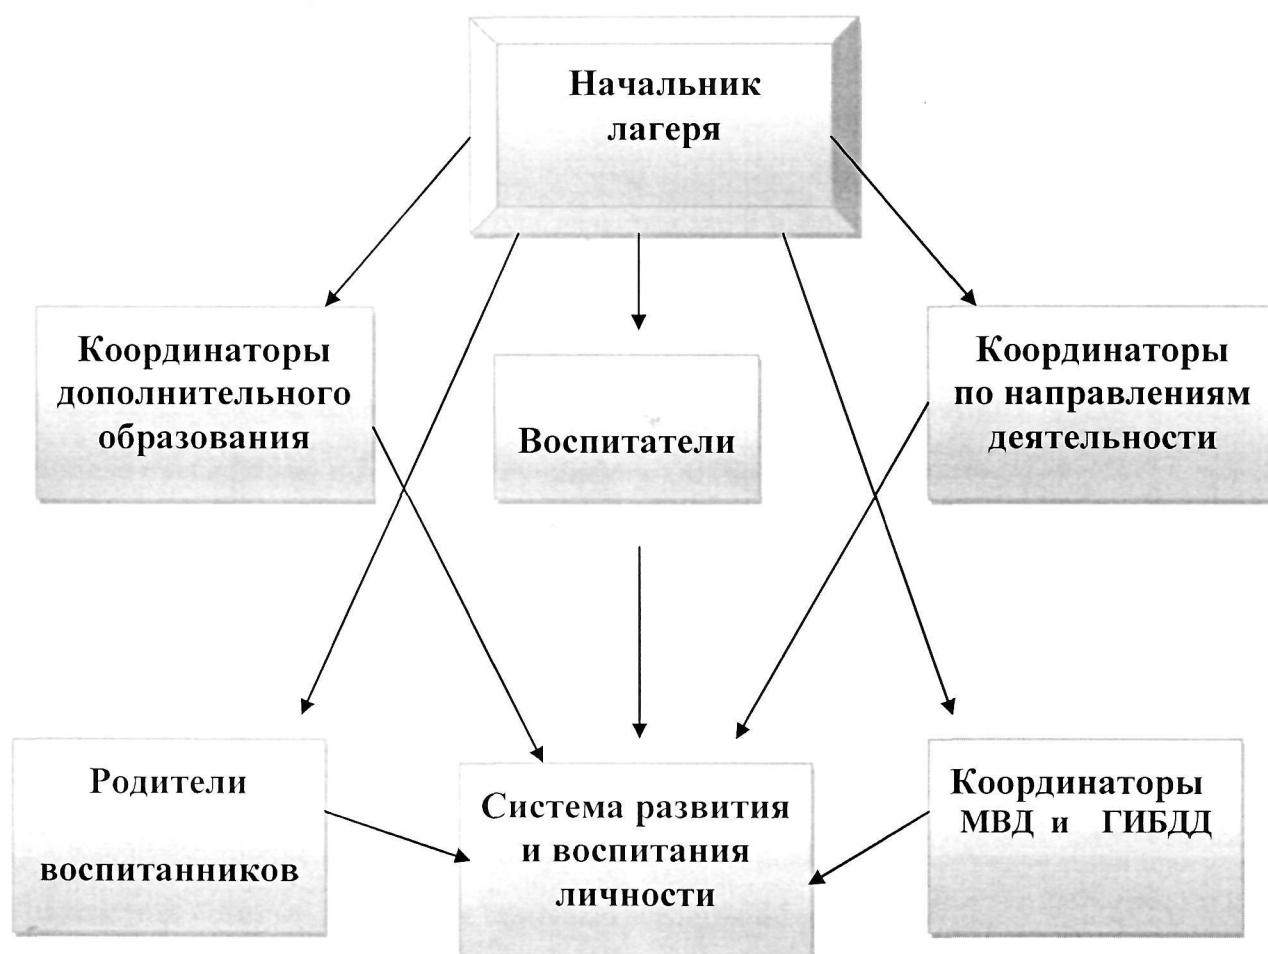 Начальник
лагеря
Координаторы
дополнительного
образования
Воспитатели
Координаторы
по направлениям
деятельности
Родители
воспитанников
Система развития
и воспитания
личности
Координаторы
МВД и ГИБДД